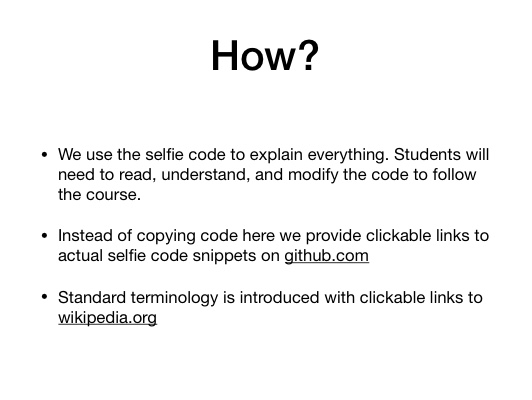 How?
• We use the selfie code to explain everything. Students will
need to read, understand, and modify the code to follow
the course.
• Instead of copying code here we provide clickable links to
actual selfie code snippets on github.com
• Standard terminology is introduced with clickable links to
wikipedia.org